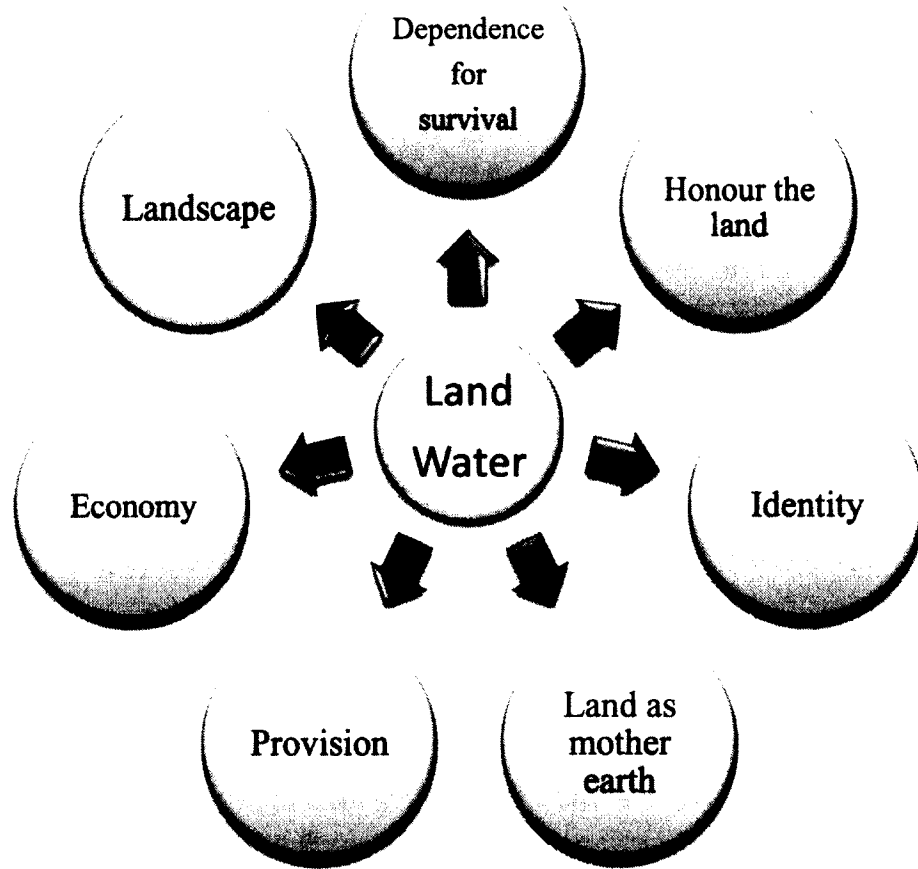 Dependence
for
survival
Landscape
Honour the
land
Land
Water
Economy
Identity
Provision
Land as
mother
earth